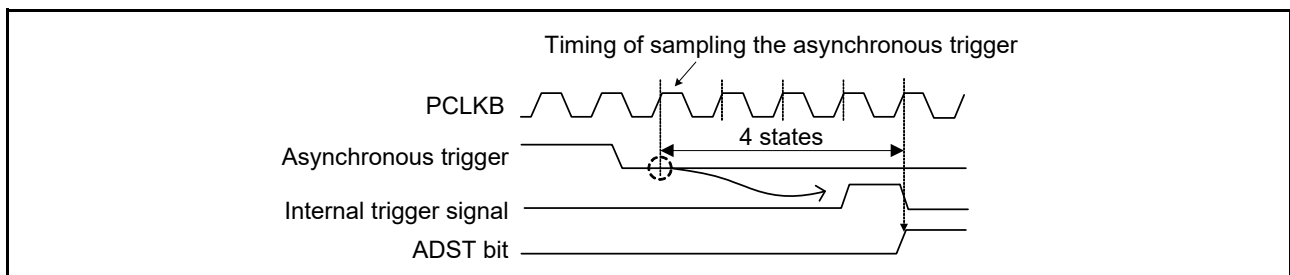 Timing of sampling the asynchronous trigger
PCLKB
4 states
Asynchronous trigger
Internal trigger signal
ADST bit